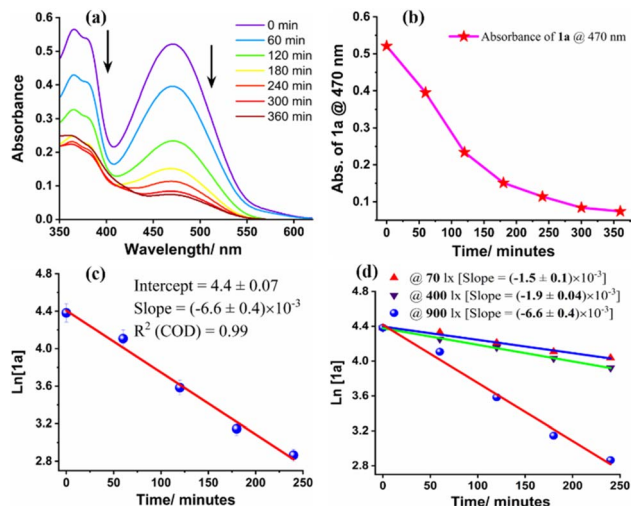 (a)
0 min
60 min
120 min
180 min
240 min
300 min
360 min
0.6
0.5
0.4
0.3
0.2
0.1
0.0
350 400 450 500 550 600
Absorbance
Wavelength/ nm
(b)
Absorbance of 1a @ 470 nm
0.5
0.4
0.3
0.2
0.1
0 50 100 150 200 250 300 350
Abs. of 1a @ 470 nm
Time/ minutes
(c)
Intercept = 4.4 ± 0.07
Slope = (-6.6 ± 0.4)×10-3
R2 (COD) = 0.99
4.8
4.4
4.0
3.6
3.2
2.8
0 50 100 150 200 250
Ln[1a]
Time/ minutes
(d)
@ 70 lx [Slope = (-1.5 ± 0.1)×10-3]
@ 400 lx [Slope = (-1.9 ± 0.04)×10-3]
@ 900 lx [Slope = (-6.6 ± 0.4)×10-3]
4.8
4.4
4.0
3.6
3.2
2.8
0 50 100 150 200 250
Ln [1a]
Time/ minutes